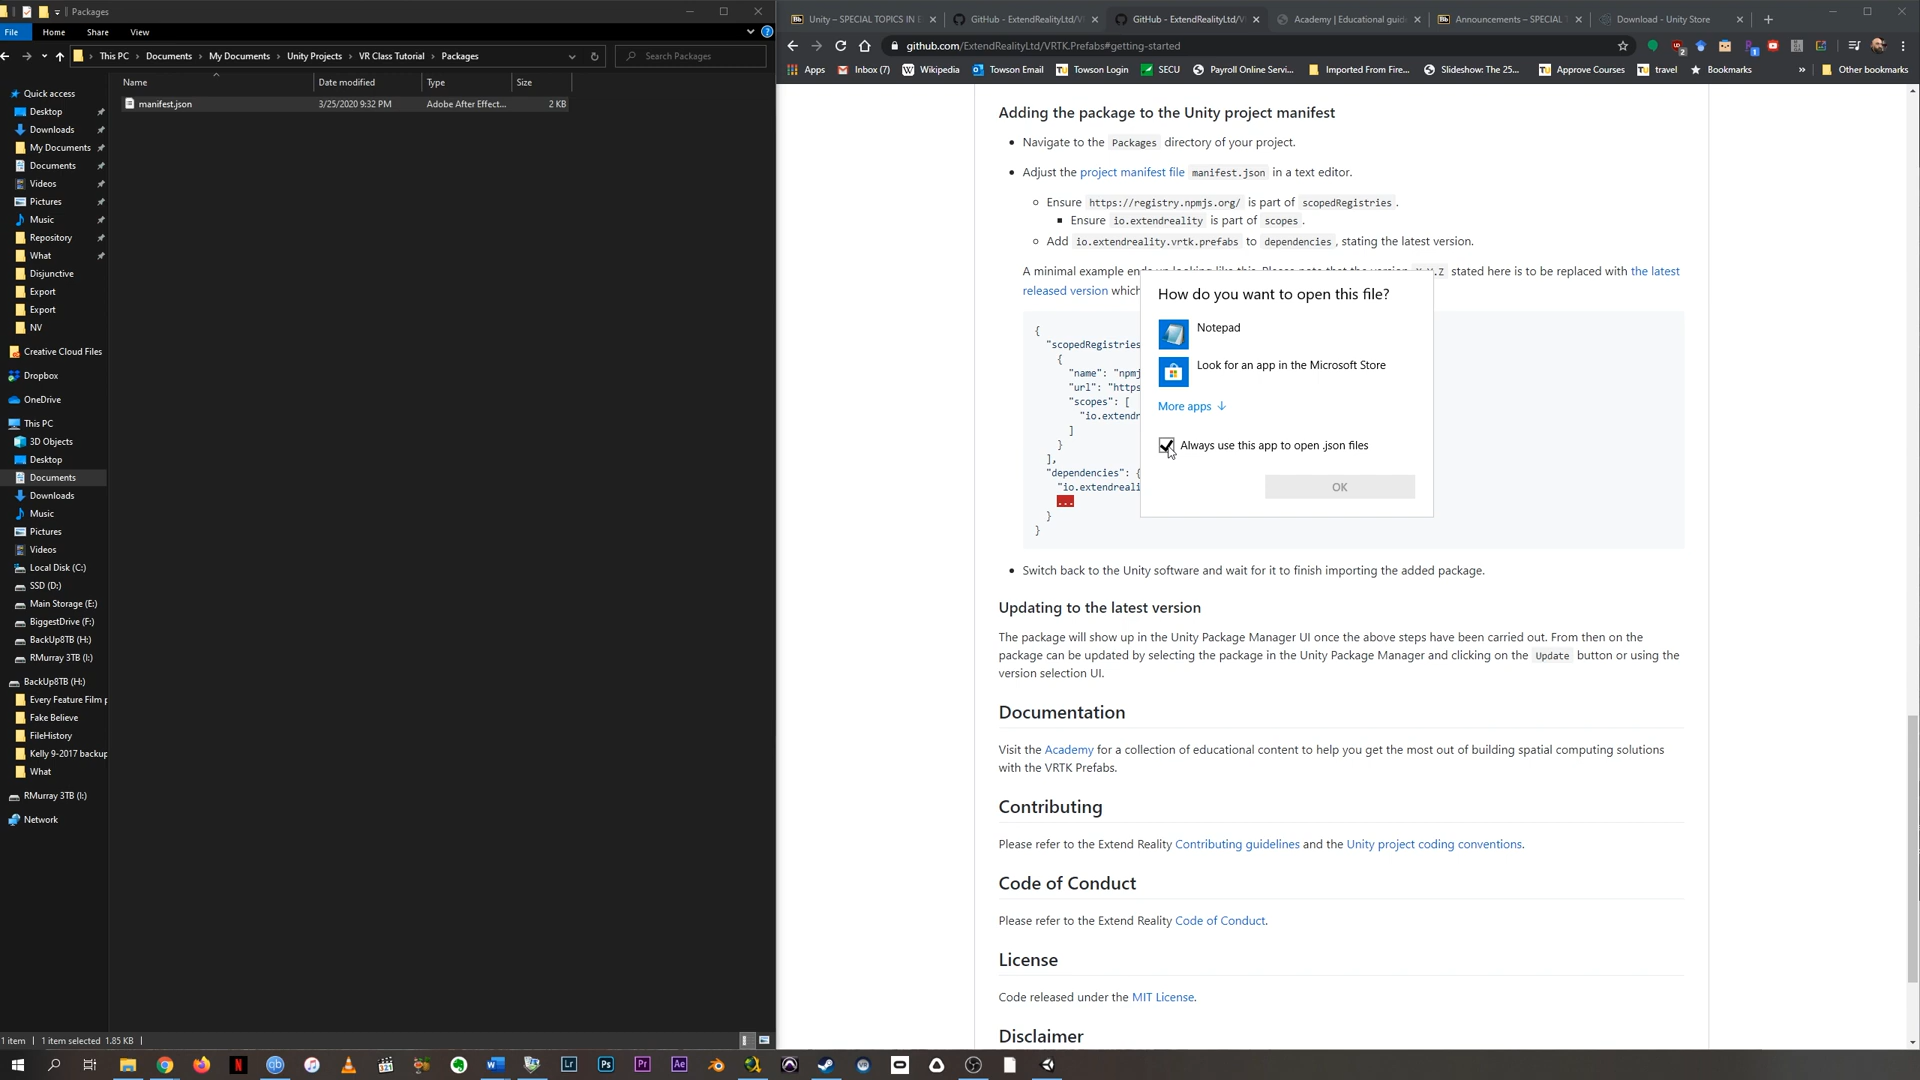 Packages
File Home Share View
This PC > Documents > My Documents > Unity Projects > VR Class Tutorial > Packages
Search Packages
Name Date modified Type Size
manifest.json 3/25/2020 9:32 PM Adobe After Effect... 2 KB
Quick access
Desktop
Downloads
My Documents
Documents
Videos
Pictures
Music
Repository
What
Disjunctive
Export
Export
NV
Creative Cloud Files
Dropbox
OneDrive
This PC
3D Objects
Desktop
Documents
Downloads
Music
Pictures
Videos
Local Disk (C:)
SSD (D:)
Main Storage (E:)
BiggestDrive (F:)
BackUp8TB (H:)
RMurray 3TB (I:)
BackUp8TB (H:)
Every Feature Film p
Fake Believe
FileHistory
Kelly 9-2017 backup
What
RMurray 3TB (I:)
Network
1 item 1 item selected 1.85 KB
Unity – SPECIAL TOPICS IN E
GitHub - ExtendRealityLtd/V
GitHub - ExtendRealityLtd/V
Academy | Educational guid
Announcements – SPECIAL
Download - Unity Store
github.com/ExtendRealityLtd/VRTK.Prefabs#getting-started
Apps Inbox (7) Wikipedia Towson Email Towson Login SECU Payroll Online Servi... Imported From Fire... Slideshow: The 25... Approve Courses travel Bookmarks » Other bookmarks
Adding the package to the Unity project manifest
• Navigate to the Packages directory of your project.
• Adjust the project manifest file manifest.json in a text editor.
Ensure https://registry.npmjs.org/ is part of scopedRegistries.
Ensure io.extendreality is part of scopes.
Add io.extendreality.vrtk.prefabs to dependencies, stating the latest version.
A minimal example ends up looking like this. Please note that the version X.Y.Z stated here is to be replaced with the latest
released version which
{
"scopedRegistries
{
"name": "npmj
"url": "https
"scopes": [
"io.extendr
]
}
],
"dependencies": {
"io.extendreali
...
}
}
How do you want to open this file?
Notepad
Look for an app in the Microsoft Store
More apps ↓
Always use this app to open .json files
OK
• Switch back to the Unity software and wait for it to finish importing the added package.
Updating to the latest version
The package will show up in the Unity Package Manager UI once the above steps have been carried out. From then on the
package can be updated by selecting the package in the Unity Package Manager and clicking on the Update button or using the
version selection UI.
Documentation
Visit the Academy for a collection of educational content to help you get the most out of building spatial computing solutions
with the VRTK Prefabs.
Contributing
Please refer to the Extend Reality Contributing guidelines and the Unity project coding conventions.
Code of Conduct
Please refer to the Extend Reality Code of Conduct.
License
Code released under the MIT License.
Disclaimer